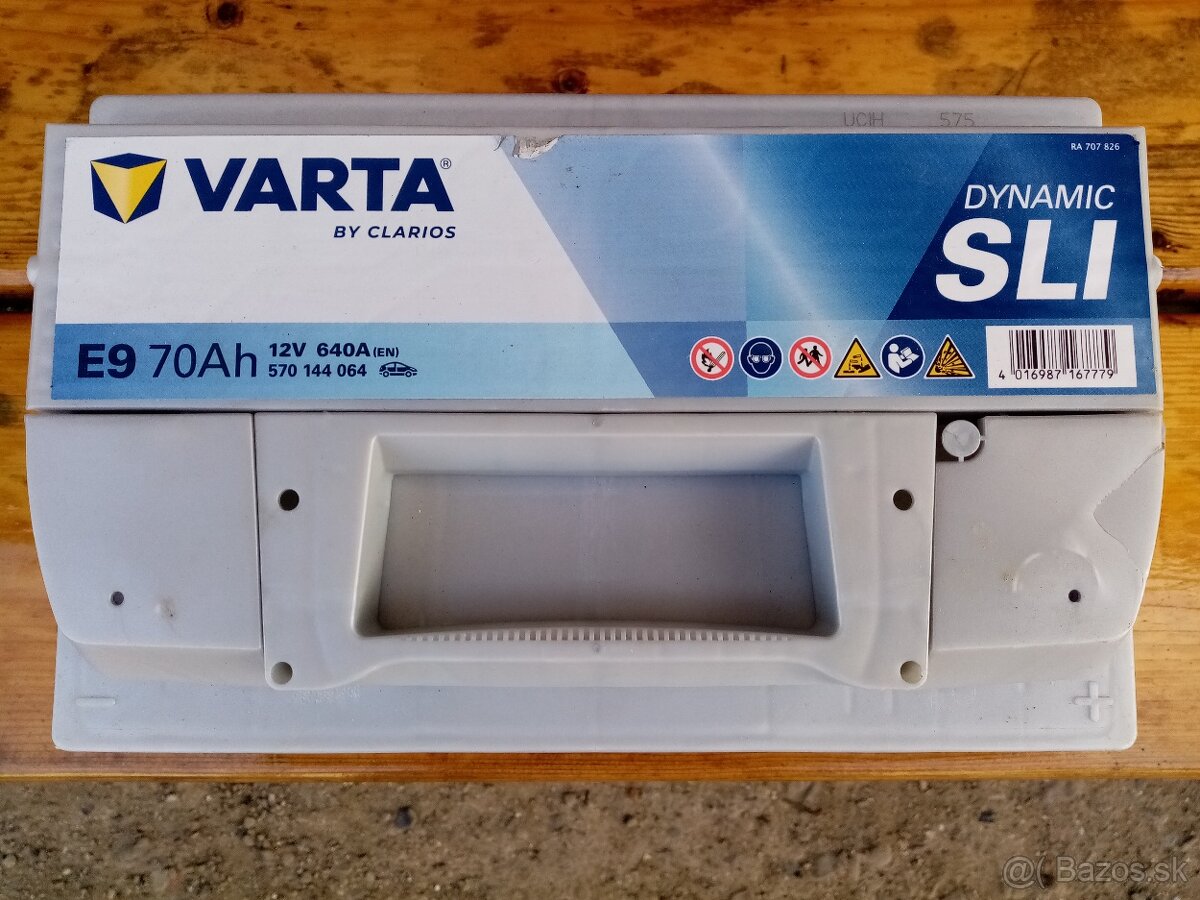 UCIH 575
RA 707 826
VARTA®
BY CLARIOS
DYNAMIC
SLI
E9 70Ah 12V 640A (EN)
570 144 064
4 016987 167779
− +
@( Bazos.sk